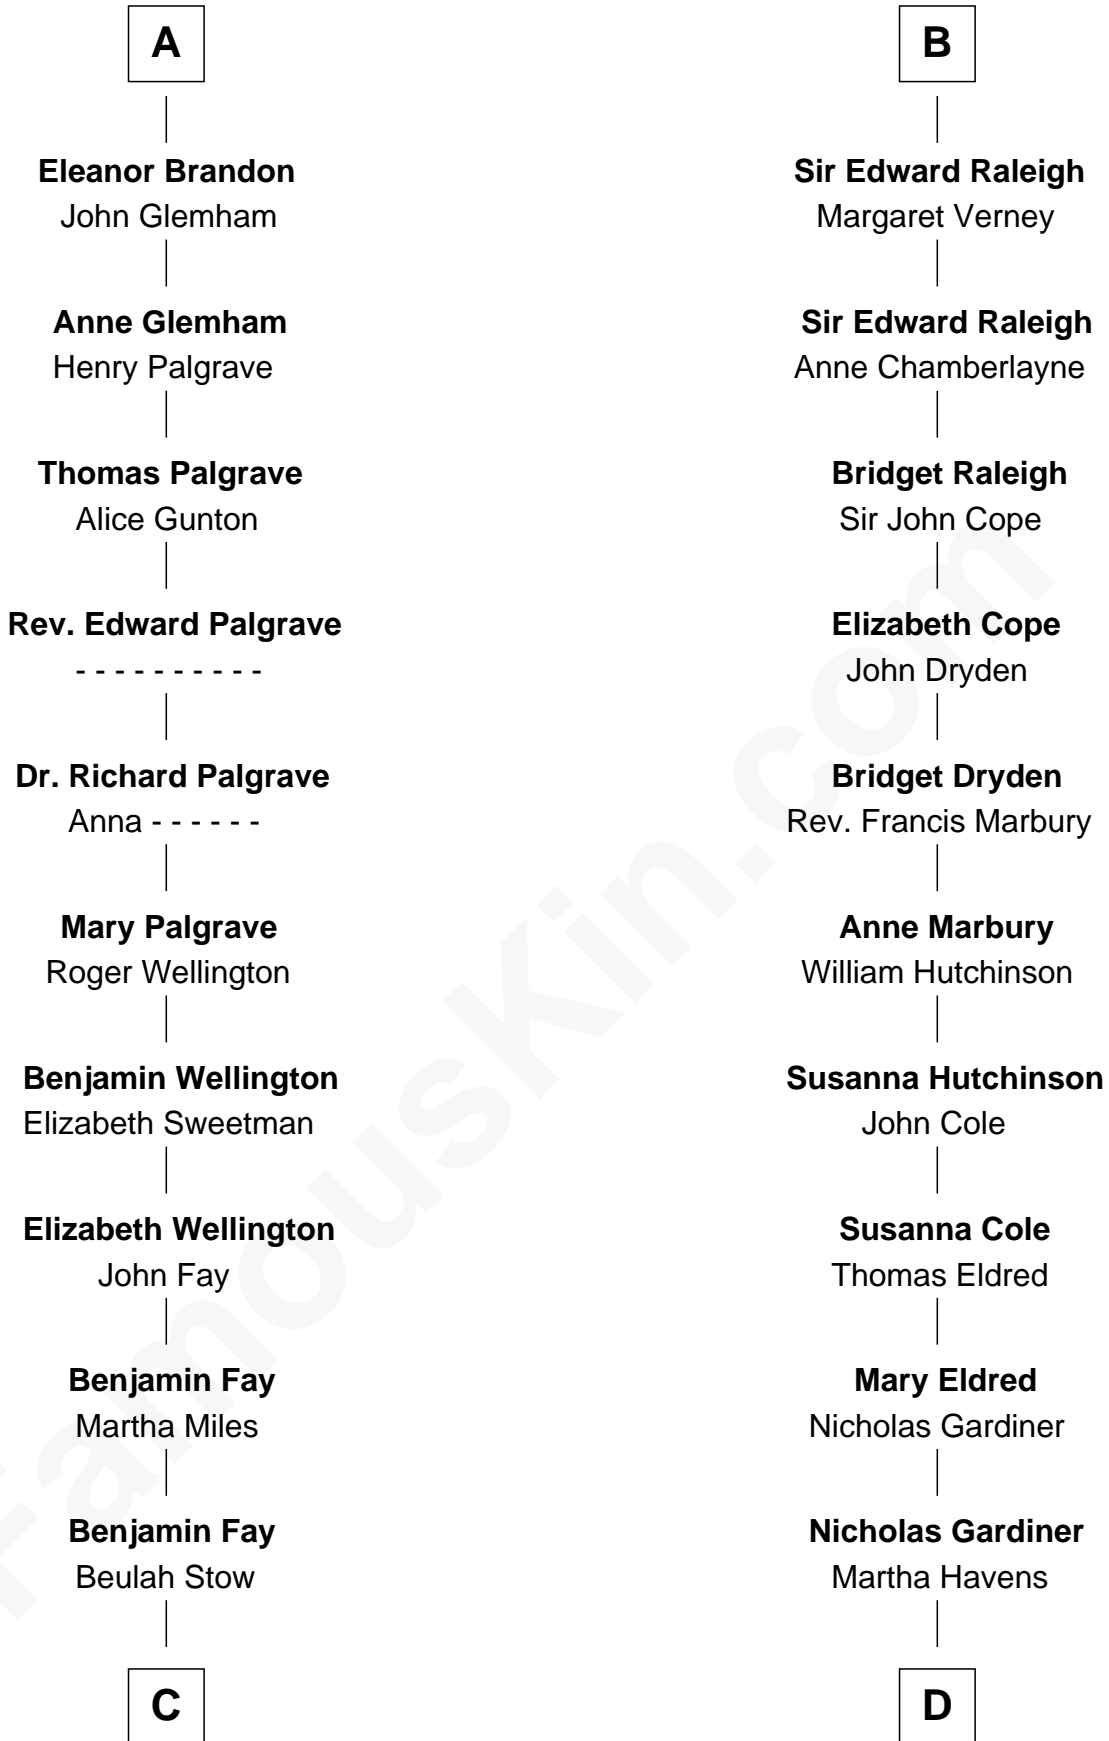 A
Eleanor Brandon
John Glemham
Anne Glemham
Henry Palgrave
Thomas Palgrave
Alice Gunton
Rev. Edward Palgrave
- - - - - - - - - -
Dr. Richard Palgrave
Anna - - - - - -
Mary Palgrave
Roger Wellington
Benjamin Wellington
Elizabeth Sweetman
Elizabeth Wellington
John Fay
Benjamin Fay
Martha Miles
Benjamin Fay
Beulah Stow
C
B
Sir Edward Raleigh
Margaret Verney
Sir Edward Raleigh
Anne Chamberlayne
Bridget Raleigh
Sir John Cope
Elizabeth Cope
John Dryden
Bridget Dryden
Rev. Francis Marbury
Anne Marbury
William Hutchinson
Susanna Hutchinson
John Cole
Susanna Cole
Thomas Eldred
Mary Eldred
Nicholas Gardiner
Nicholas Gardiner
Martha Havens
D
FamousKin.com